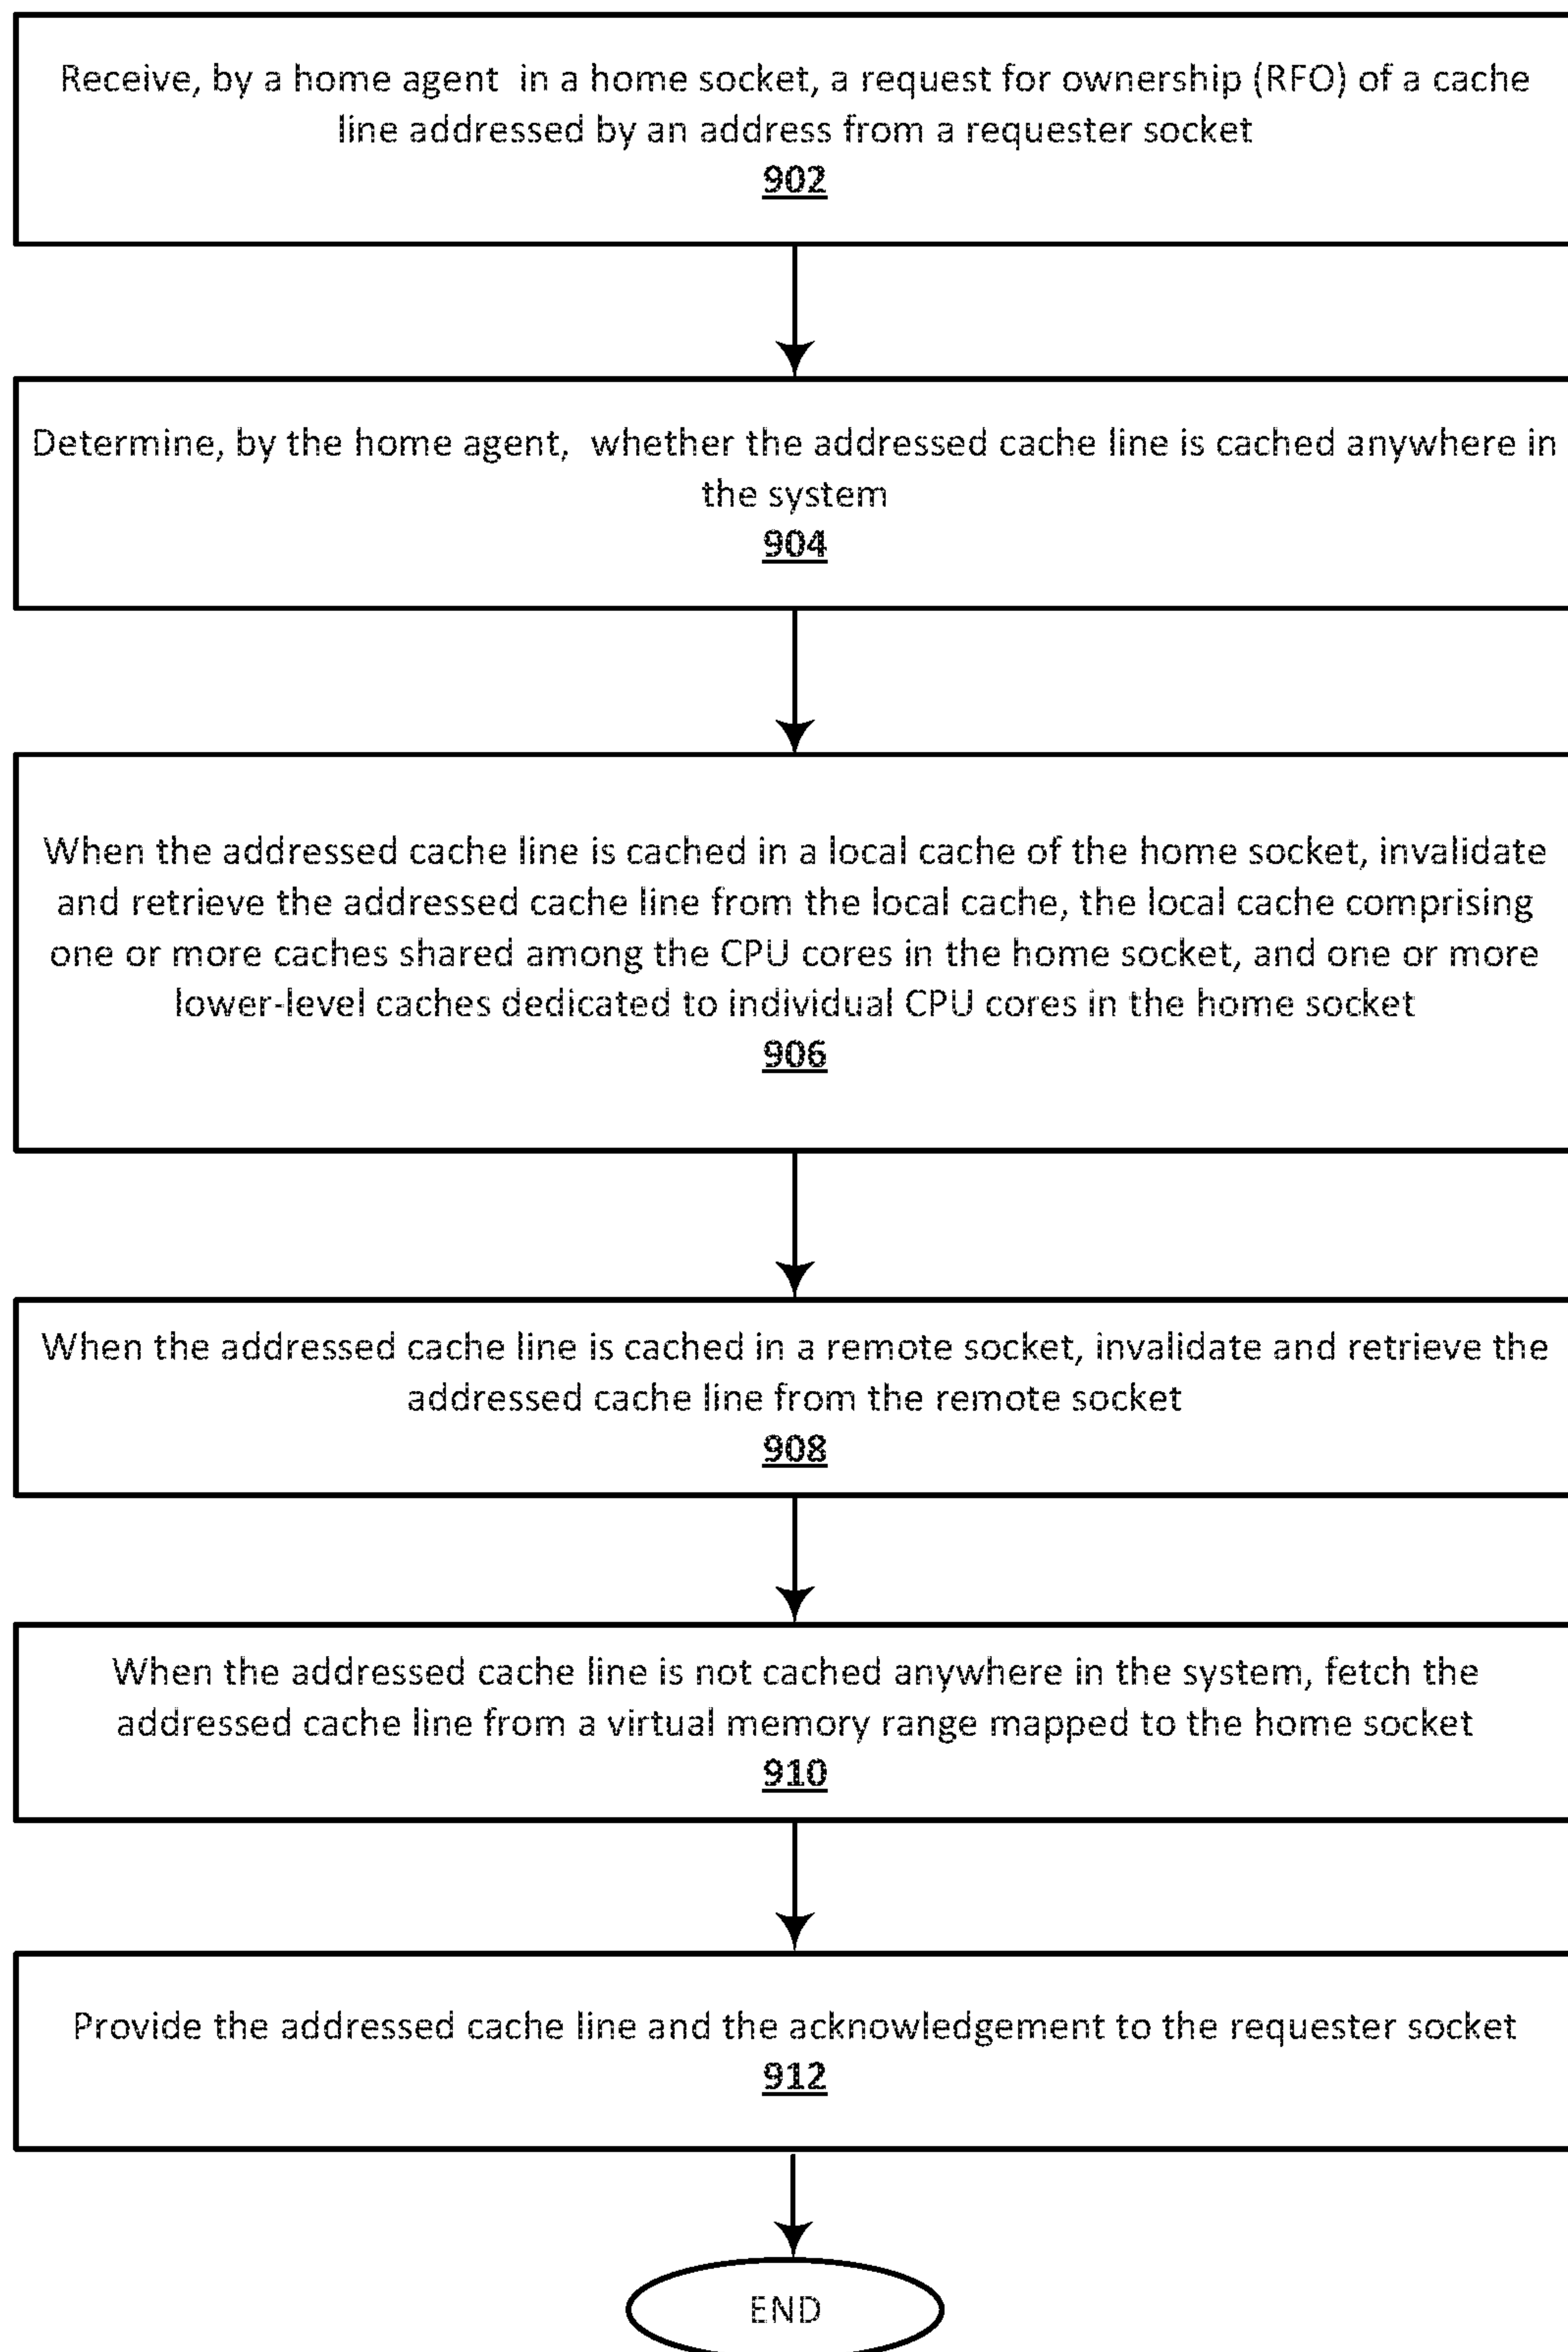 Receive, by a home agent in a home socket, a request for ownership (RFO) of a cache
line addressed by an address from a requester socket
902
Determine, by the home agent, whether the addressed cache line is cached anywhere in
the system
904
When the addressed cache line is cached in a local cache of the home socket, invalidate
and retrieve the addressed cache line from the local cache, the local cache comprising
one or more caches shared among the CPU cores in the home socket, and one or more
lower-level caches dedicated to individual CPU cores in the home socket
906
When the addressed cache line is cached in a remote socket, invalidate and retrieve the
addressed cache line from the remote socket
908
When the addressed cache line is not cached anywhere in the system, fetch the
addressed cache line from a virtual memory range mapped to the home socket
910
Provide the addressed cache line and the acknowledgement to the requester socket
912
END